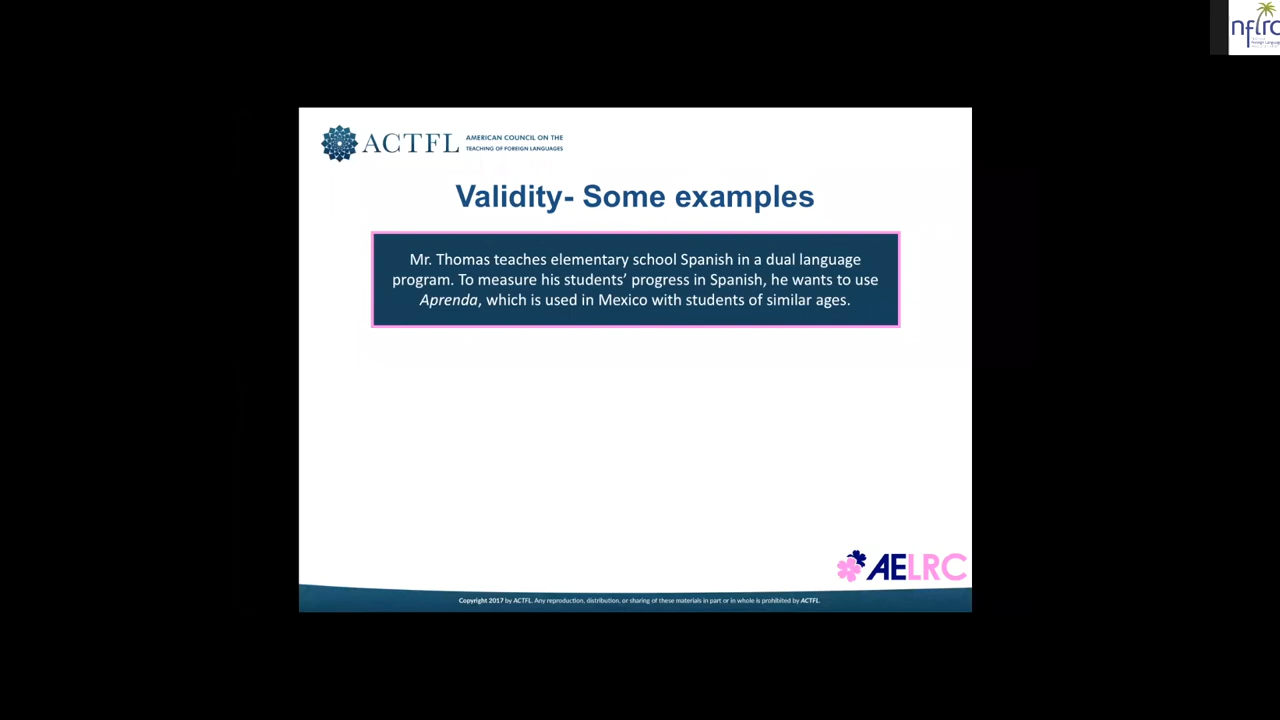 nflrc
ACTFL
AMERICAN COUNCIL ON THE
TEACHING OF FOREIGN LANGUAGES
Validity- Some examples
Mr. Thomas teaches elementary school Spanish in a dual language
program. To measure his students’ progress in Spanish, he wants to use
Aprenda, which is used in Mexico with students of similar ages.
AELRC
Copyright 2017 by ACTFL. Any reproduction, distribution, or sharing of these materials in part or in whole is prohibited by ACTFL.